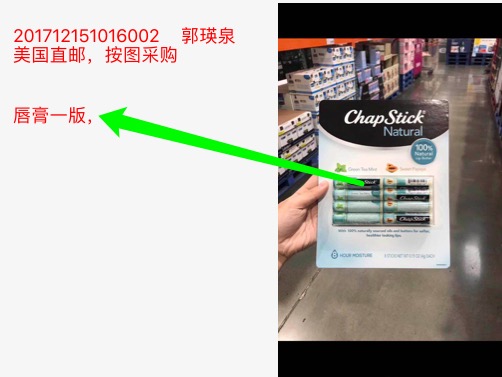 201712151016002 郭瑛泉
美国直邮，按图采购
唇膏一版，
ChapStick
Natural
100%
Natural
Green Tea Mint
ChapStick
ChapStick
ChapStick
8 HOUR MOISTURE